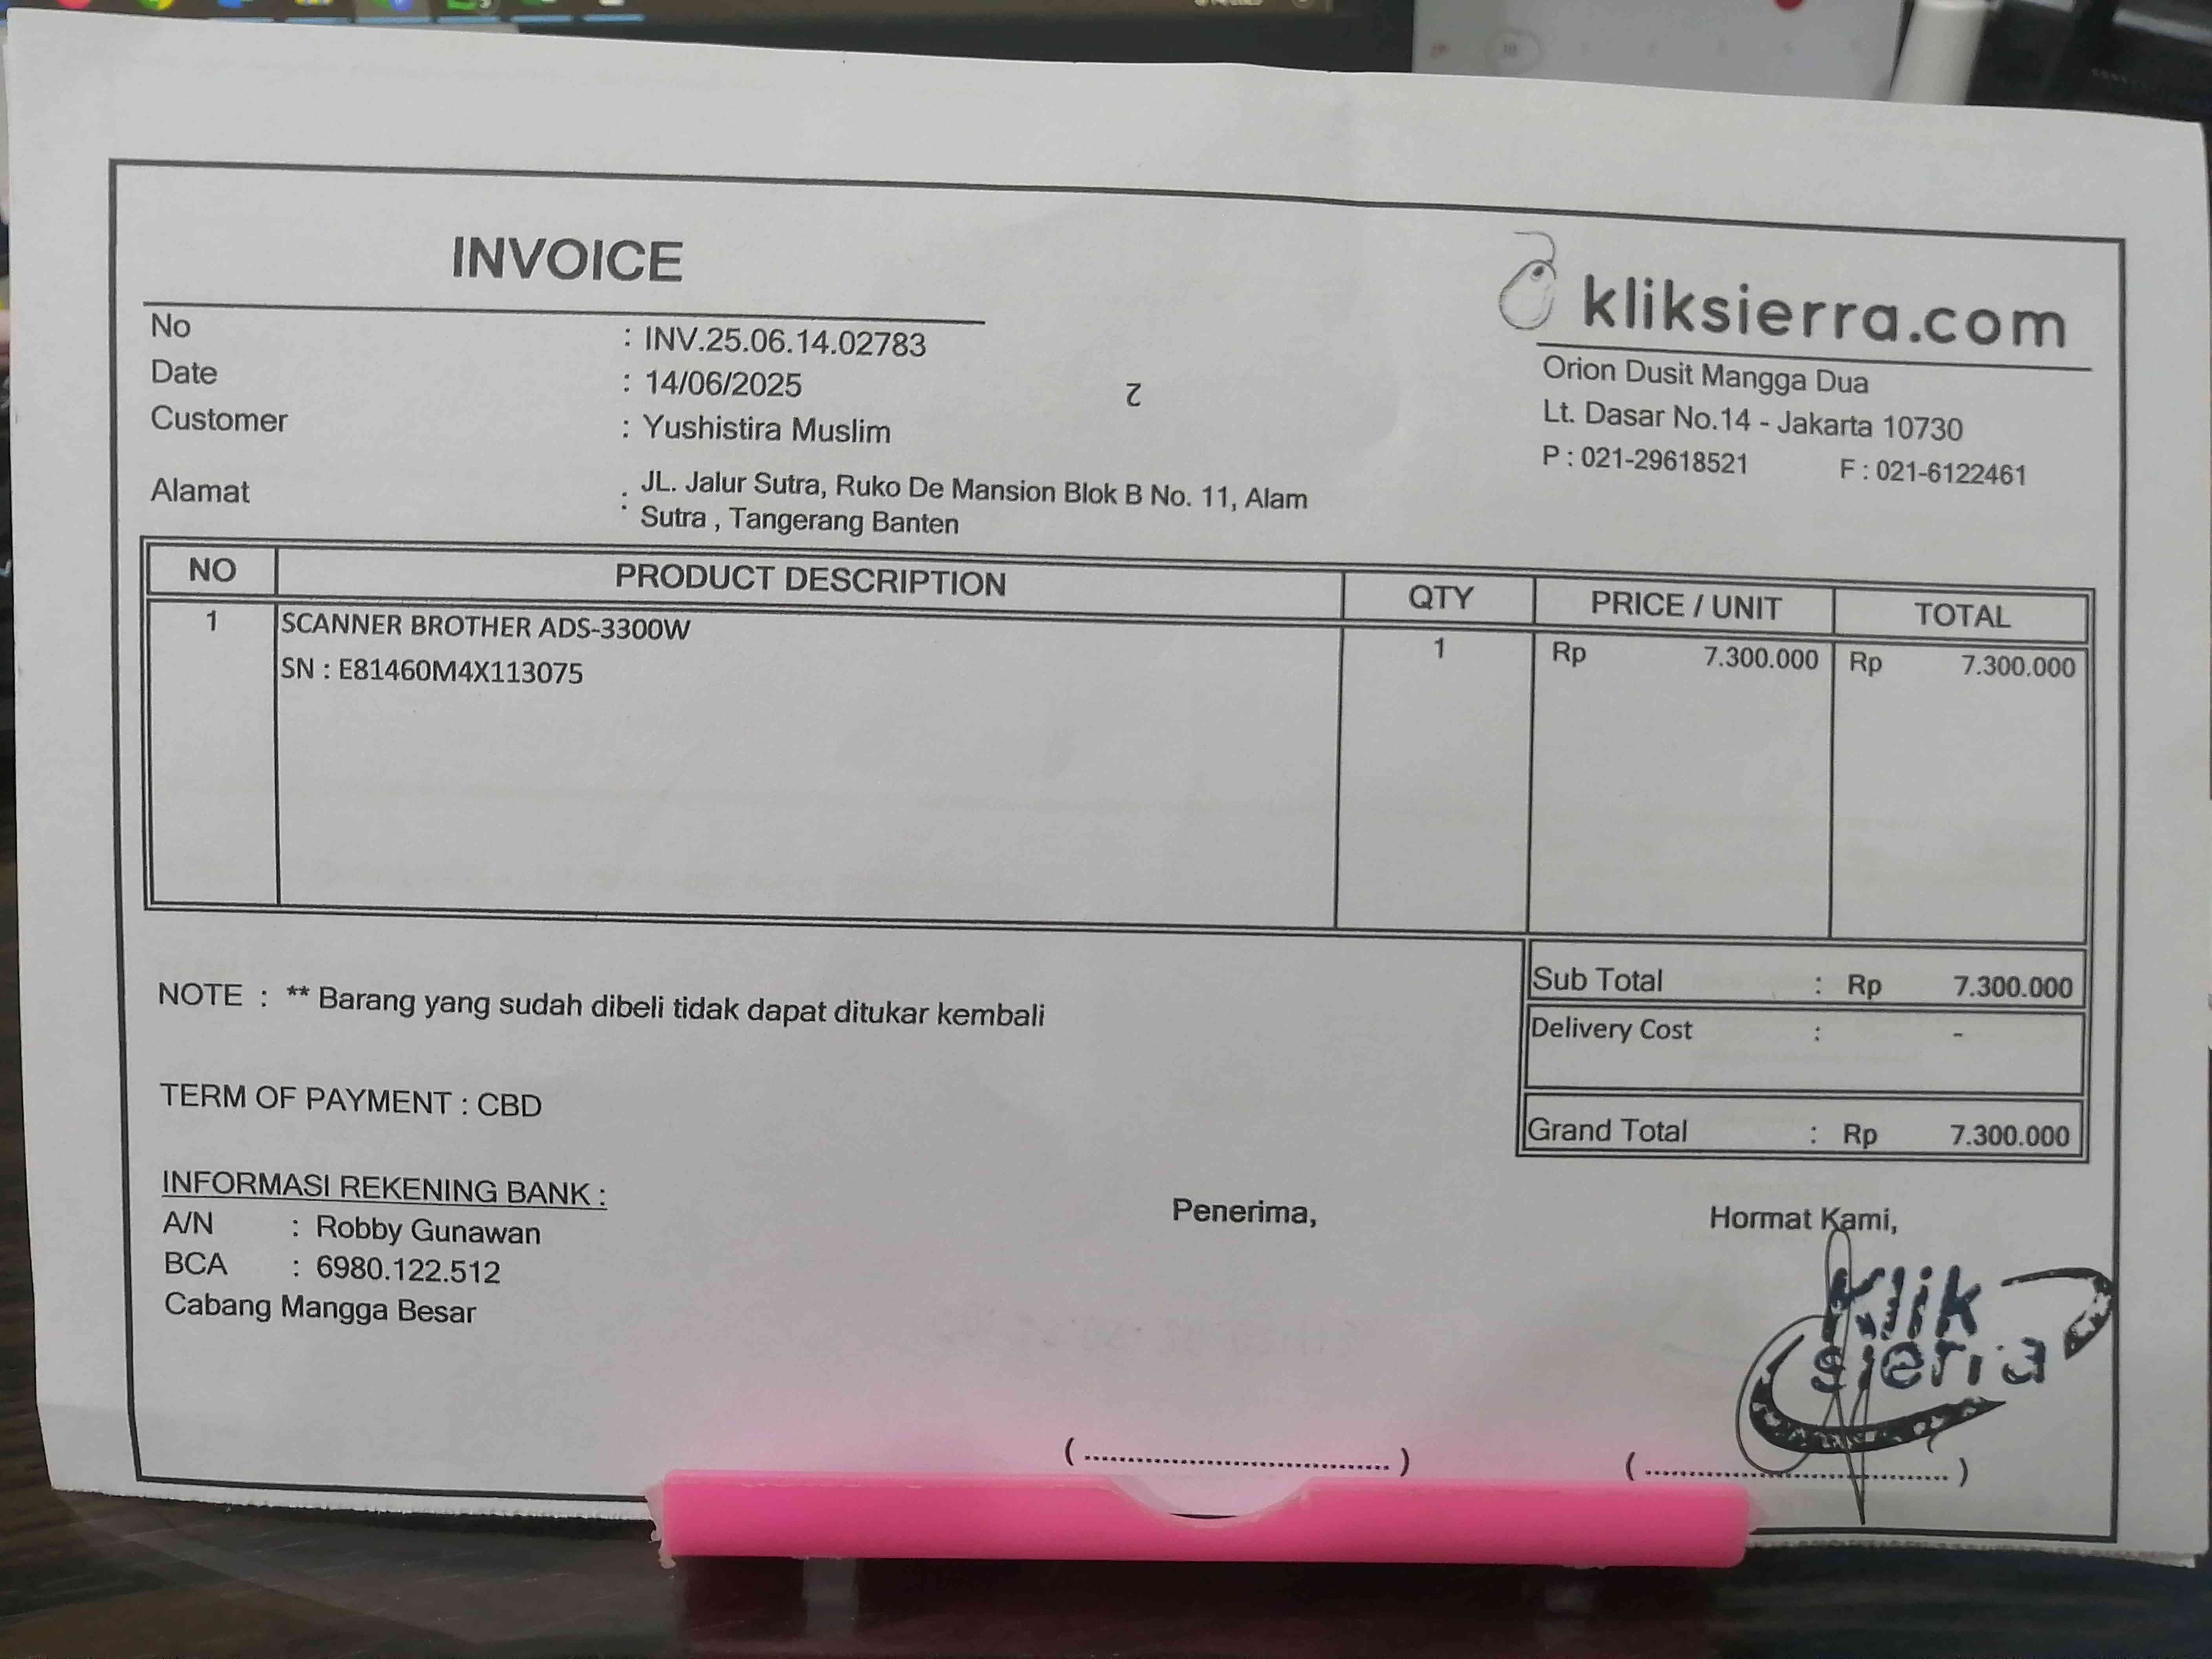 INVOICE
kliksierra.com
Orion Dusit Mangga Dua
Lt. Dasar No.14 - Jakarta 10730
P : 021-29618521 F : 021-6122461
No : INV.25.06.14.02783
Date : 14/06/2025
Customer : Yushistira Muslim
Alamat : JL. Jalur Sutra, Ruko De Mansion Blok B No. 11, Alam
Sutra , Tangerang Banten
NO PRODUCT DESCRIPTION QTY PRICE / UNIT TOTAL
1 SCANNER BROTHER ADS-3300W 1 Rp 7.300.000 Rp 7.300.000
SN : E81460M4X113075
Sub Total : Rp 7.300.000
Delivery Cost : -
Grand Total : Rp 7.300.000
NOTE : ** Barang yang sudah dibeli tidak dapat ditukar kembali
TERM OF PAYMENT : CBD
INFORMASI REKENING BANK :
A/N : Robby Gunawan
BCA : 6980.122.512
Cabang Mangga Besar
Penerima,
(..............................)
Hormat Kami,
Klik
sierra
(..............................)